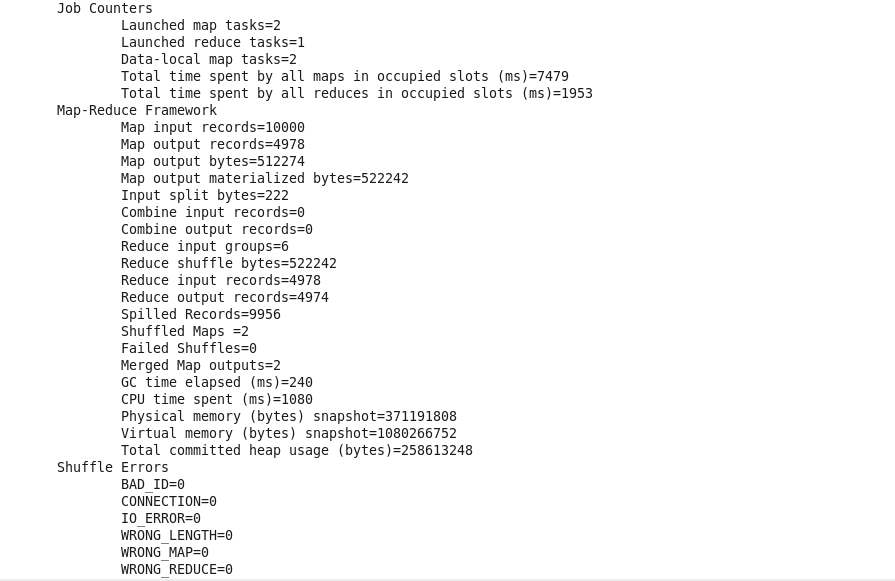 Job Counters
Launched map tasks=2
Launched reduce tasks=1
Data-local map tasks=2
Total time spent by all maps in occupied slots (ms)=7479
Total time spent by all reduces in occupied slots (ms)=1953
Map-Reduce Framework
Map input records=10000
Map output records=4978
Map output bytes=512274
Map output materialized bytes=522242
Input split bytes=222
Combine input records=0
Combine output records=0
Reduce input groups=6
Reduce shuffle bytes=522242
Reduce input records=4978
Reduce output records=4974
Spilled Records=9956
Shuffled Maps =2
Failed Shuffles=0
Merged Map outputs=2
GC time elapsed (ms)=240
CPU time spent (ms)=1080
Physical memory (bytes) snapshot=371191808
Virtual memory (bytes) snapshot=1080266752
Total committed heap usage (bytes)=258613248
Shuffle Errors
BAD_ID=0
CONNECTION=0
IO_ERROR=0
WRONG_LENGTH=0
WRONG_MAP=0
WRONG_REDUCE=0